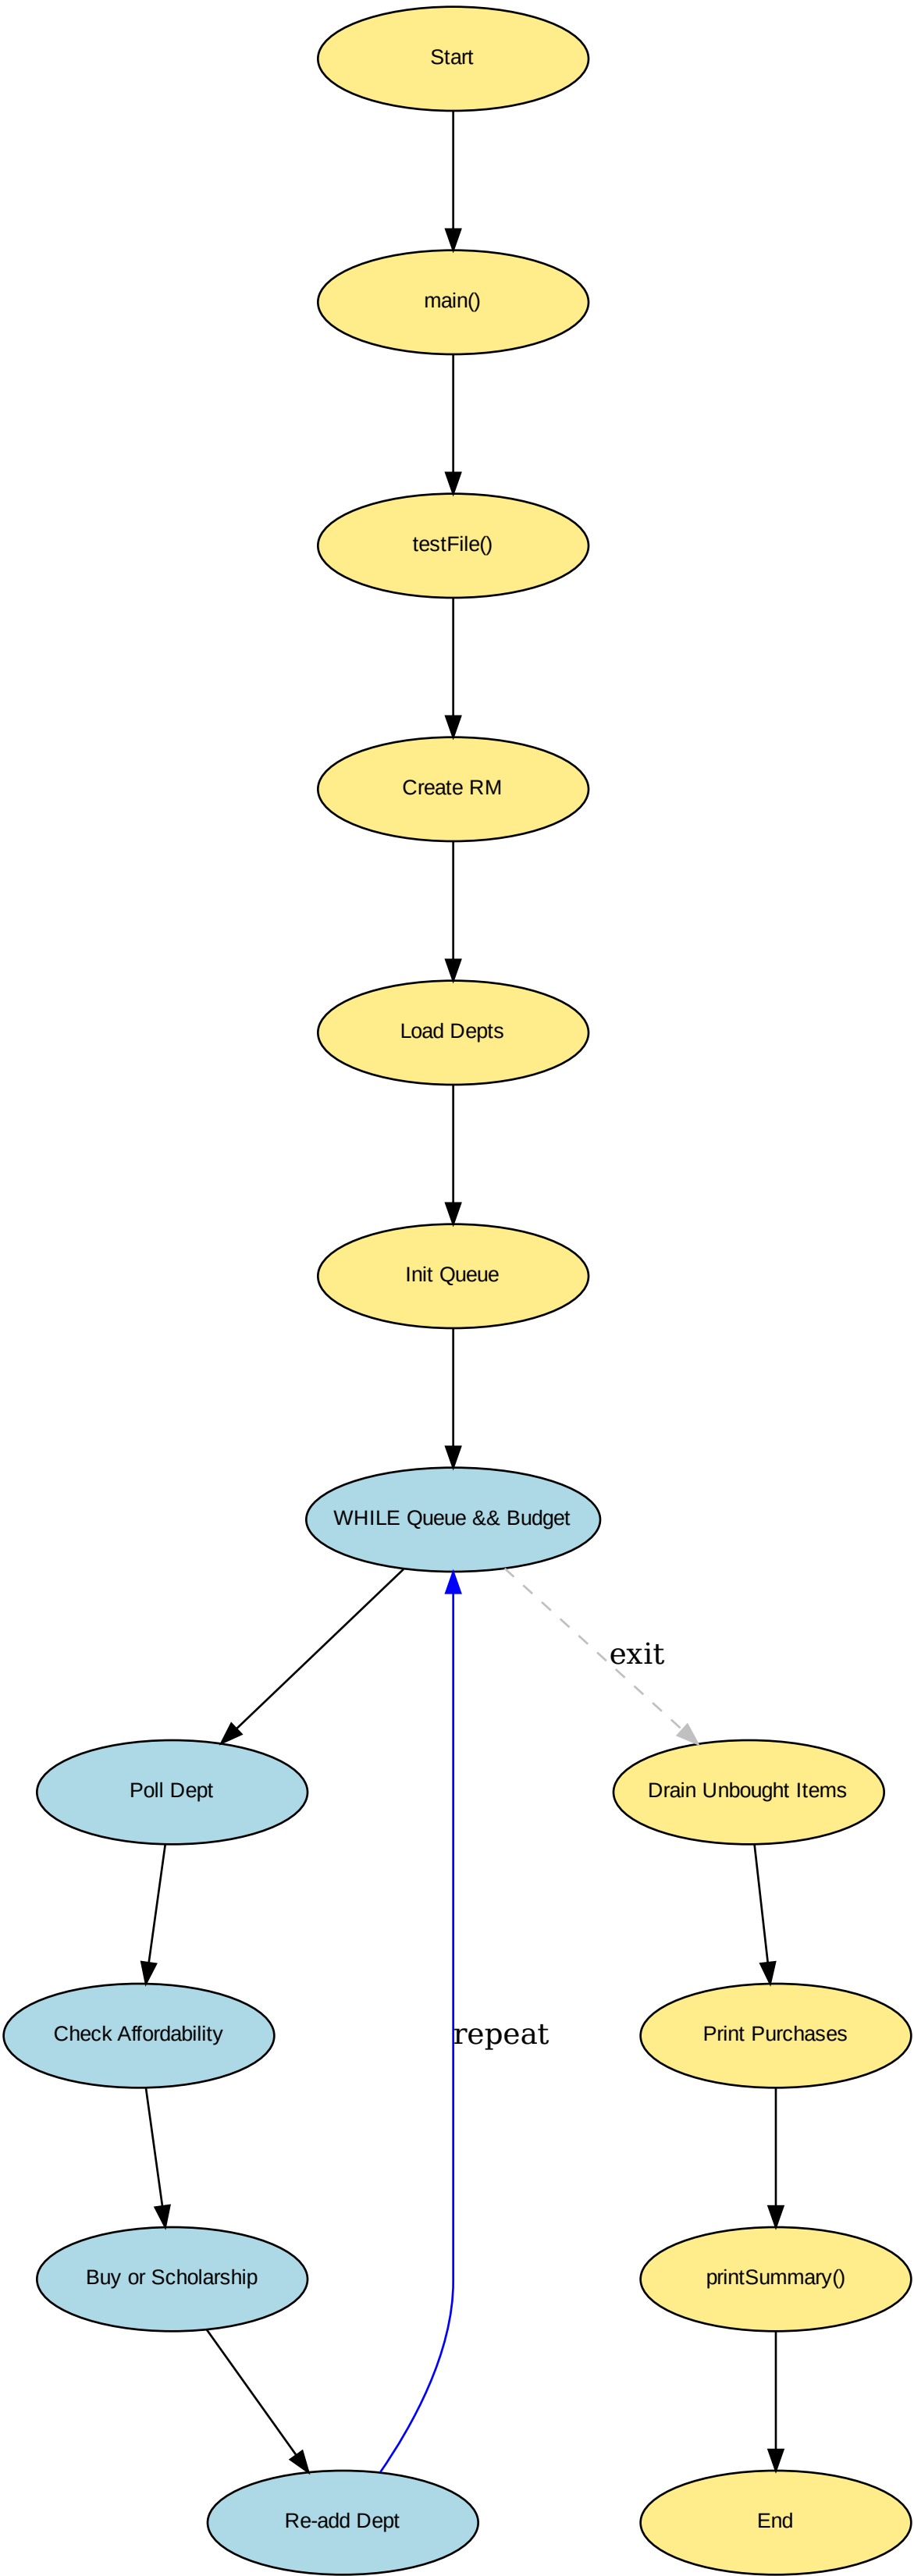 Start
main()
testFile()
Create RM
Load Depts
Init Queue
WHILE Queue && Budget
exit
Poll Dept
Drain Unbought Items
Check Affordability
repeat
Print Purchases
Buy or Scholarship
printSummary()
Re-add Dept
End